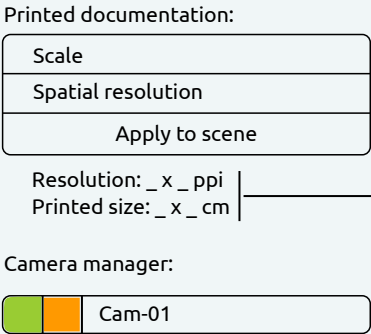 Printed documentation:
Scale
Spatial resolution
Apply to scene
Resolution: _ x _ ppi
Printed size: _ x _ cm
Camera manager:
Cam-01